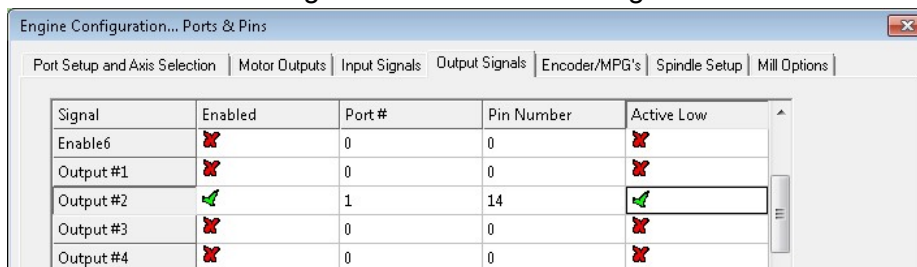 Engine Configuration... Ports & Pins
Port Setup and Axis Selection Motor Outputs Input Signals Output Signals Encoder/MPG's Spindle Setup Mill Options
Signal Enabled Port # Pin Number Active Low
Enable6 0 0
Output #1 0 0
Output #2 1 14
Output #3 0 0
Output #4 0 0